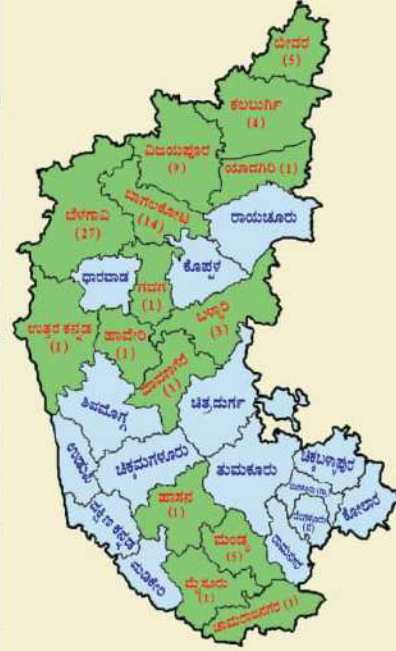 ಬೀದರ
(5)
ಕಲಬುರ್ಗಿ
(4)
ವಿಜಯಪೂರ
(9)
ಯಾದಗಿರಿ (1)
ಬಾಗಲಕೋಟ
(14)
ಬೆಳಗಾವಿ
(27)
ರಾಯಚೂರು
ಧಾರವಾಡ
ಗದಗ
(1)
ಕೊಪ್ಪಳ
ಬಳ್ಳಾರಿ
(3)
ಉತ್ತರ ಕನ್ನಡ
(1)
ಹಾವೇರಿ
(1)
(1)
ಶಿವಮೊಗ್ಗ
ಚಿತ್ರದುರ್ಗ
ಉಡುಪಿ
ಚಿಕ್ಕಮಗಳೂರು
ತುಮಕೂರು
ಚಿಕ್ಕಬಳ್ಳಾಪುರ
ಕೋಲಾರ
ದಕ್ಷಿಣ ಕನ್ನಡ
ಹಾಸನ
(1)
ರಾಮನಗರ
ಮಡಿಕೇರಿ
ಮಂಡ್ಯ
(5)
ಮೈಸೂರು
(1)
ಚಾಮರಾಜನಗರ (1)